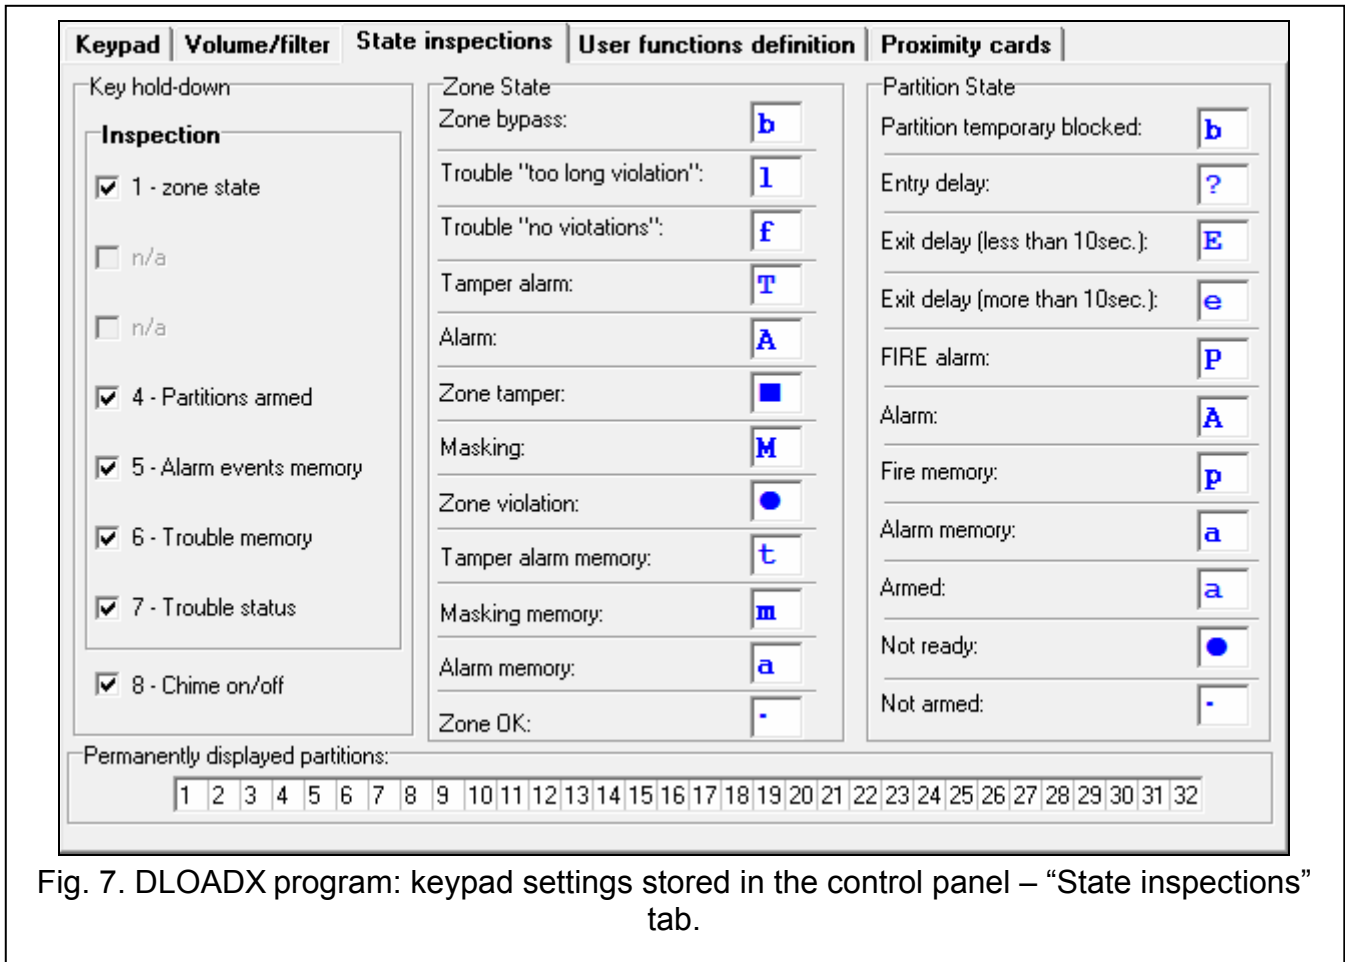 Keypad Volume/filter State inspections User functions definition Proximity cards
Key hold-down
Inspection
1 - zone state
n/a
n/a
4 - Partitions armed
5 - Alarm events memory
6 - Trouble memory
7 - Trouble status
8 - Chime on/off
Zone State
Zone bypass: b
Trouble "too long violation": l
Trouble "no viotations": f
Tamper alarm: T
Alarm: A
Zone tamper: ■
Masking: M
Zone violation: ●
Tamper alarm memory: t
Masking memory: m
Alarm memory: a
Zone OK: -
Partition State
Partition temporary blocked: b
Entry delay: ?
Exit delay (less than 10sec.): E
Exit delay (more than 10sec.): e
FIRE alarm: P
Alarm: A
Fire memory: p
Alarm memory: a
Armed: a
Not ready: ●
Not armed: -
Permanently displayed partitions:
1 2 3 4 5 6 7 8 9 10 11 12 13 14 15 16 17 18 19 20 21 22 23 24 25 26 27 28 29 30 31 32
Fig. 7. DLOADX program: keypad settings stored in the control panel – “State inspections”
tab.